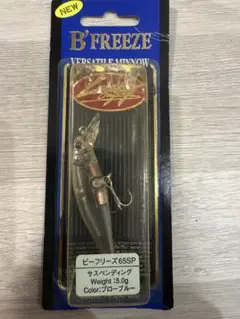 NEW
B'FREEZE
VERSATILE MINNOW
ビーフリーズ65SP
サスペンディング
Weight :5.0g
Color:ブローブルー